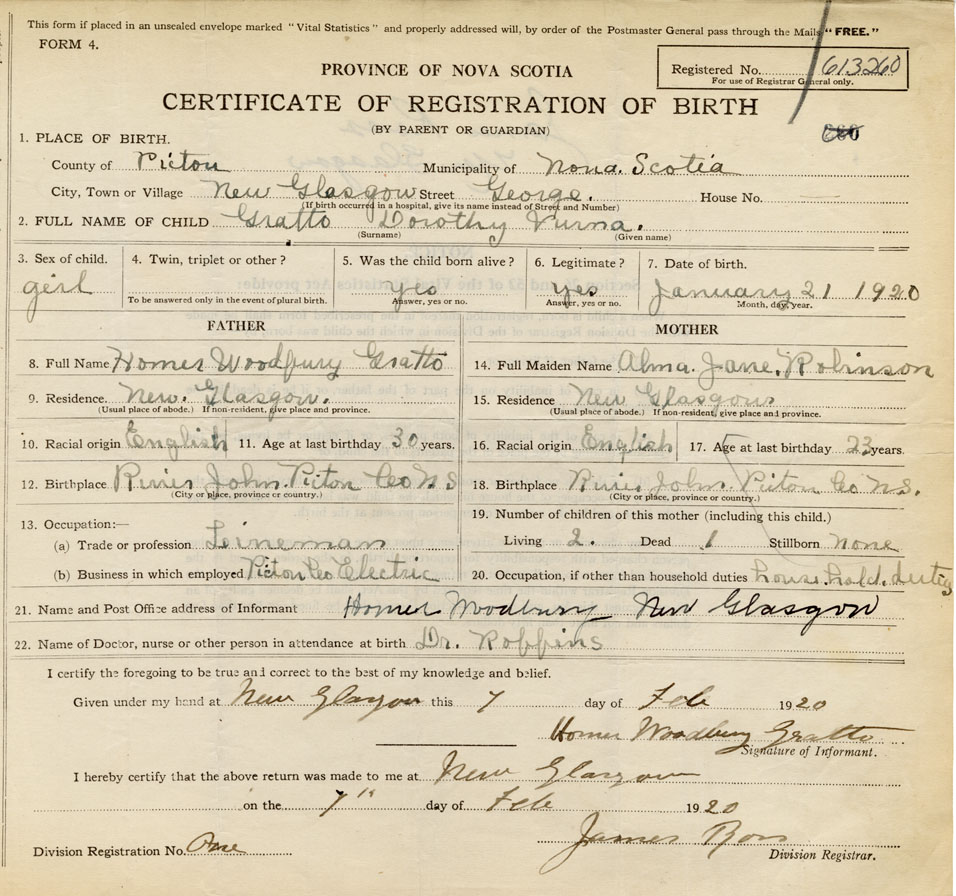 This form if placed in an unsealed envelope marked "Vital Statistics" and properly addressed will, by order of the Postmaster General pass through the Mails "FREE."
FORM 4.
Registered No. 613260
For use of Registrar General only.
PROVINCE OF NOVA SCOTIA
CERTIFICATE OF REGISTRATION OF BIRTH
(BY PARENT OR GUARDIAN)
1. PLACE OF BIRTH.
County of Picton Municipality of Nona. Scotia
City, Town or Village New Glasgow Street George. House No.
(If birth occurred in a hospital, give its name instead of Street and Number)
2. FULL NAME OF CHILD Gratto Dorothy Vurna.
(Surname) (Given name)
3. Sex of child. 4. Twin, triplet or other? 5. Was the child born alive? 6. Legitimate? 7. Date of birth.
girl yes yes January 21 1920
To be answered only in the event of plural birth. Answer, yes or no. Answer, yes or no. Month, day, year.
FATHER MOTHER
8. Full Name Homer Woodbury Gratto 14. Full Maiden Name Alma. Jane. Robinson
9. Residence. New. Glasgow. 15. Residence New Glasgow
(Usual place of abode.) If non-resident, give place and province. (Usual place of abode.) If non-resident, give place and province.
10. Racial origin English 11. Age at last birthday 30 years. 16. Racial origin English 17. Age at last birthday 23 years.
12. Birthplace River John. Picton Co N S 18. Birthplace River John. Picton Co N.S.
(City or place, province or country.) (City or place, province or country.)
13. Occupation:— 19. Number of children of this mother (including this child.)
(a) Trade or profession Leineman Living 2. Dead 1 Stillborn none
(b) Business in which employed Picton Co Electric 20. Occupation, if other than household duties house.hold.duties
21. Name and Post Office address of Informant Homer Woodbury New Glasgow
22. Name of Doctor, nurse or other person in attendance at birth Dr. Robbins
I certify the foregoing to be true and correct to the best of my knowledge and belief.
Given under my hand at New Glasgow this 7 day of Feb 1920
Homer Woodbury Gratto
Signature of Informant.
I hereby certify that the above return was made to me at New Glasgow
on the 7th day of Feb 1920
James Ross
Division Registration No. One Division Registrar.